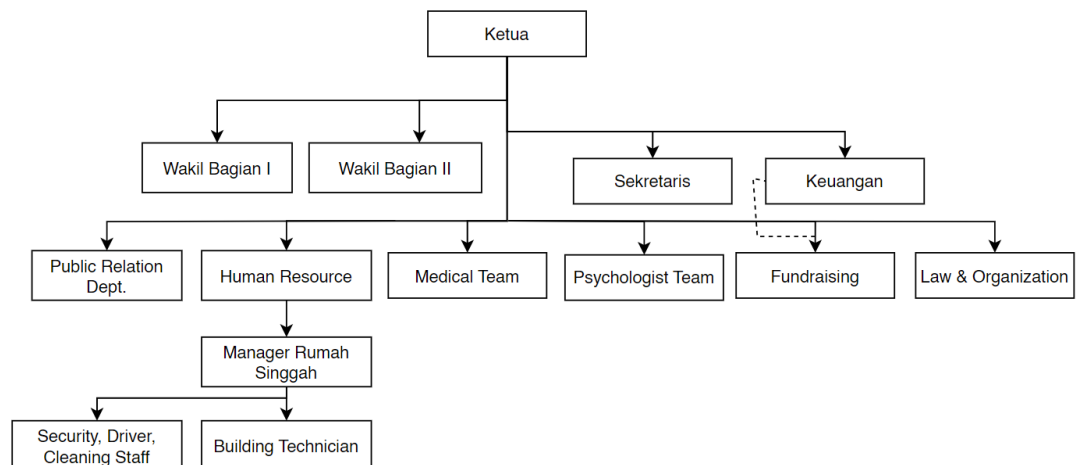 Ketua
Wakil Bagian I
Wakil Bagian II
Sekretaris
Keuangan
Public Relation
Dept.
Human Resource
Medical Team
Psychologist Team
Fundraising
Law & Organization
Manager Rumah
Singgah
Security, Driver,
Cleaning Staff
Building Technician